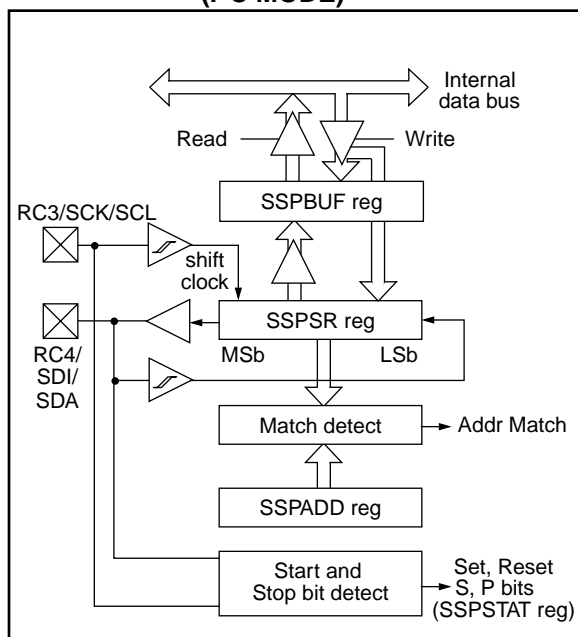 MODE)
Internal
data bus
Read
Write
SSPBUF reg
RC3/SCK/SCL
shift
clock
SSPSR reg
MSb
LSb
RC4/
SDI/
SDA
Match detect
Addr Match
SSPADD reg
Start and
Stop bit detect
Set, Reset
S, P bits
(SSPSTAT reg)